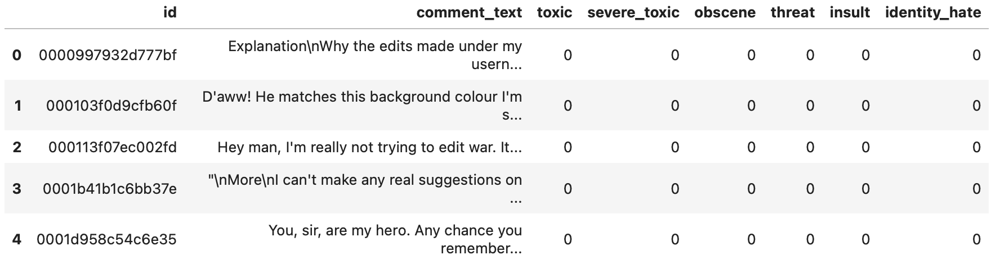 id comment_text toxic severe_toxic obscene threat insult identity_hate
0 0000997932d777bf Explanation\nWhy the edits made under my usern... 0 0 0 0 0 0
1 000103f0d9cfb60f D'aww! He matches this background colour I'm s... 0 0 0 0 0 0
2 000113f07ec002fd Hey man, I'm really not trying to edit war. It... 0 0 0 0 0 0
3 0001b41b1c6bb37e "\nMore\nI can't make any real suggestions on ... 0 0 0 0 0 0
4 0001d958c54c6e35 You, sir, are my hero. Any chance you remember... 0 0 0 0 0 0